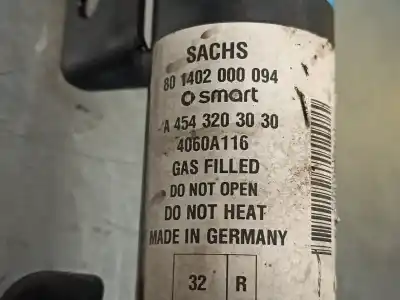 SACHS
80 1402 000 094
smart
A 454 320 30 30
4060A116
GAS FILLED
DO NOT OPEN
DO NOT HEAT
MADE IN GERMANY
32 R